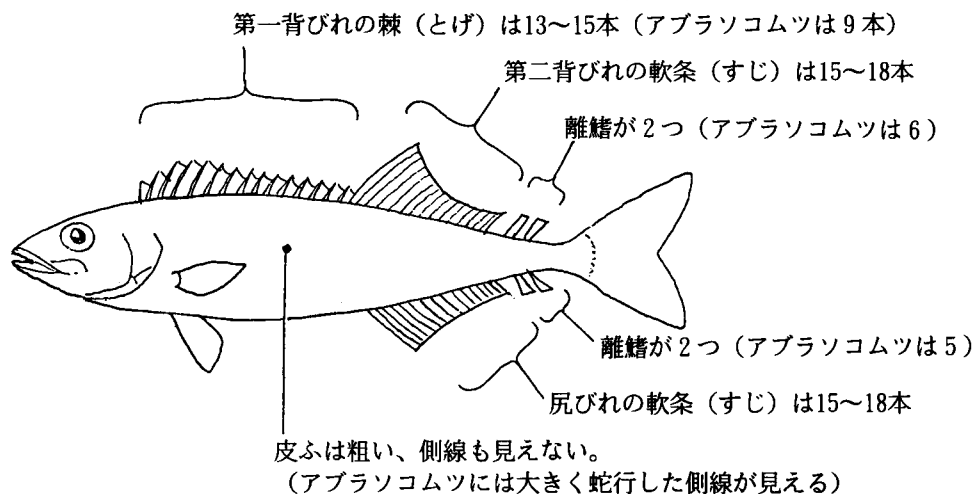 第一背びれの棘（とげ）は13～15本（アブラソコムツは9本）
第二背びれの軟条（すじ）は15～18本
離鰭が2つ（アブラソコムツは6）
離鰭が2つ（アブラソコムツは5）
尻びれの軟条（すじ）は15～18本
皮ふは粗い、側線も見えない。
（アブラソコムツには大きく蛇行した側線が見える）